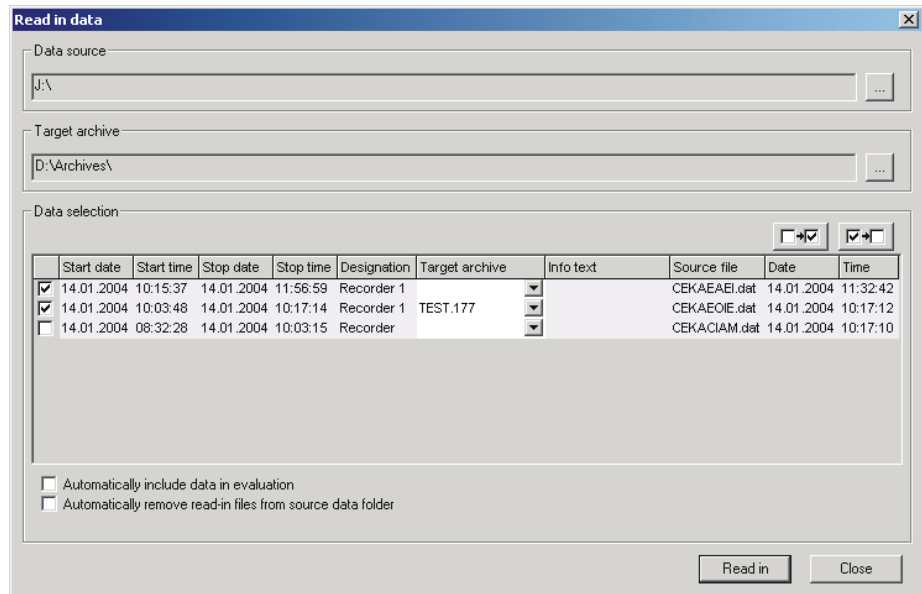 Read in data
Data source
J:\
...
Target archive
D:\Archives\
...
Data selection
Start date Start time Stop date Stop time Designation Target archive Info text Source file Date Time
14.01.2004 10:15:37 14.01.2004 11:56:59 Recorder 1 CEKAEAEI.dat 14.01.2004 11:32:42
14.01.2004 10:03:48 14.01.2004 10:17:14 Recorder 1 TEST.177 CEKAEOIE.dat 14.01.2004 10:17:12
14.01.2004 08:32:28 14.01.2004 10:03:15 Recorder CEKACIAM.dat 14.01.2004 10:17:10
Automatically include data in evaluation
Automatically remove read-in files from source data folder
Read in Close